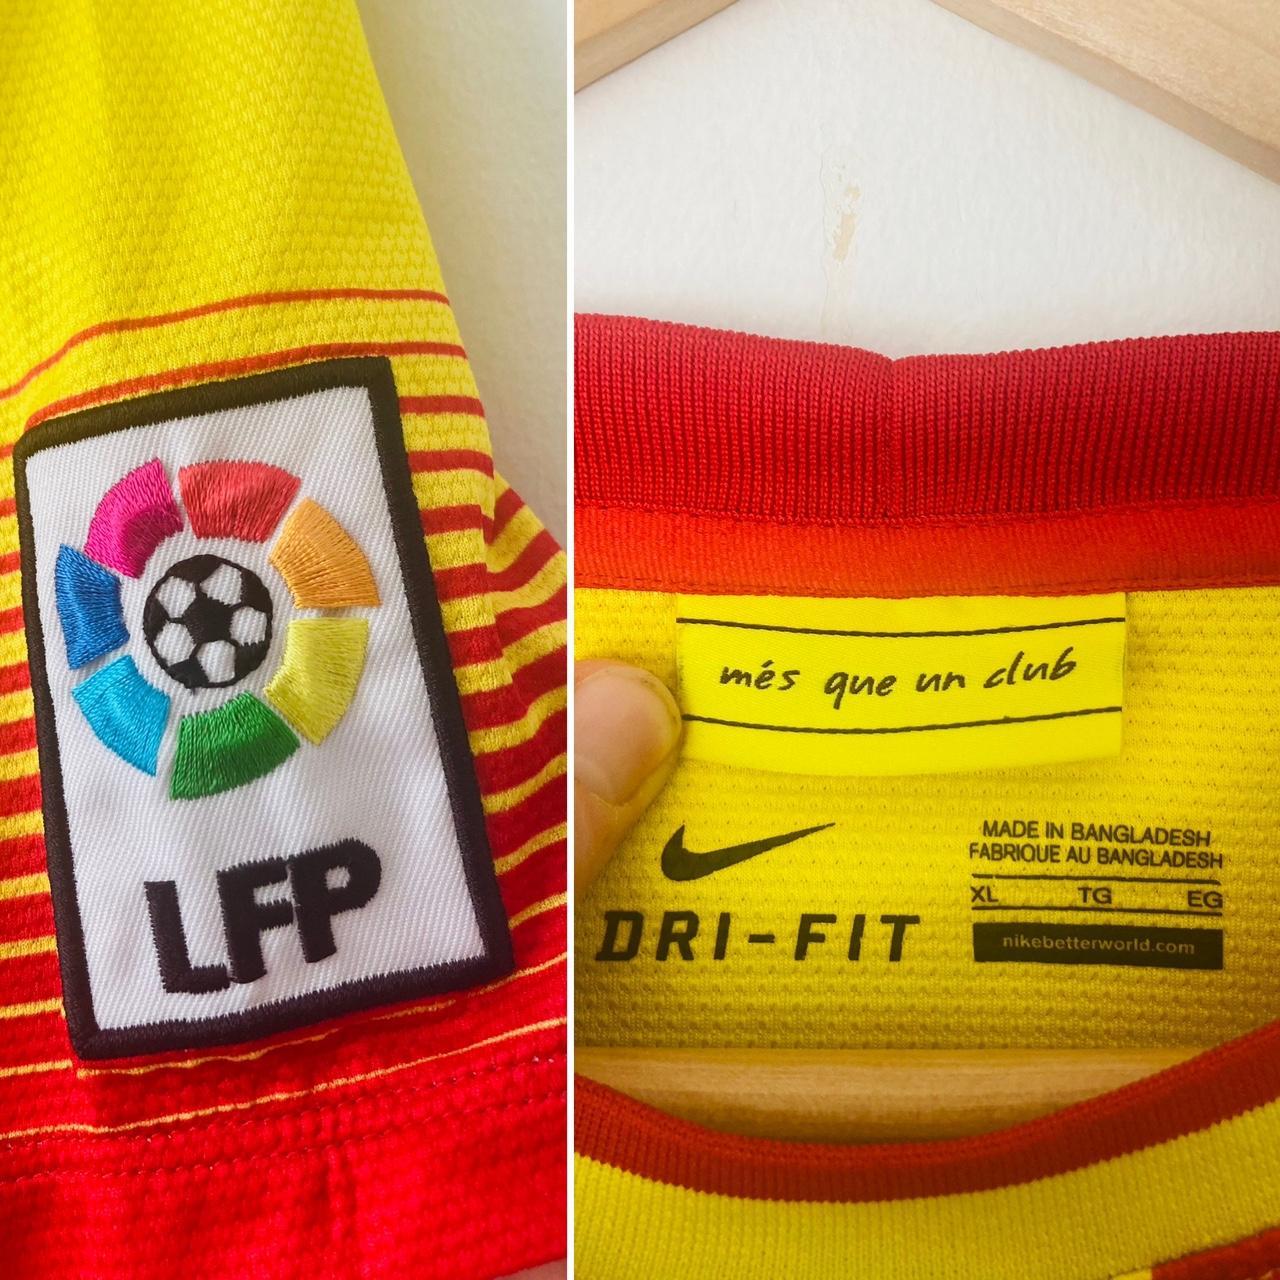 LFP
més que un club
MADE IN BANGLADESH
FABRIQUE AU BANGLADESH
XL TG EG
nikebetterworld.com
DRI-FIT